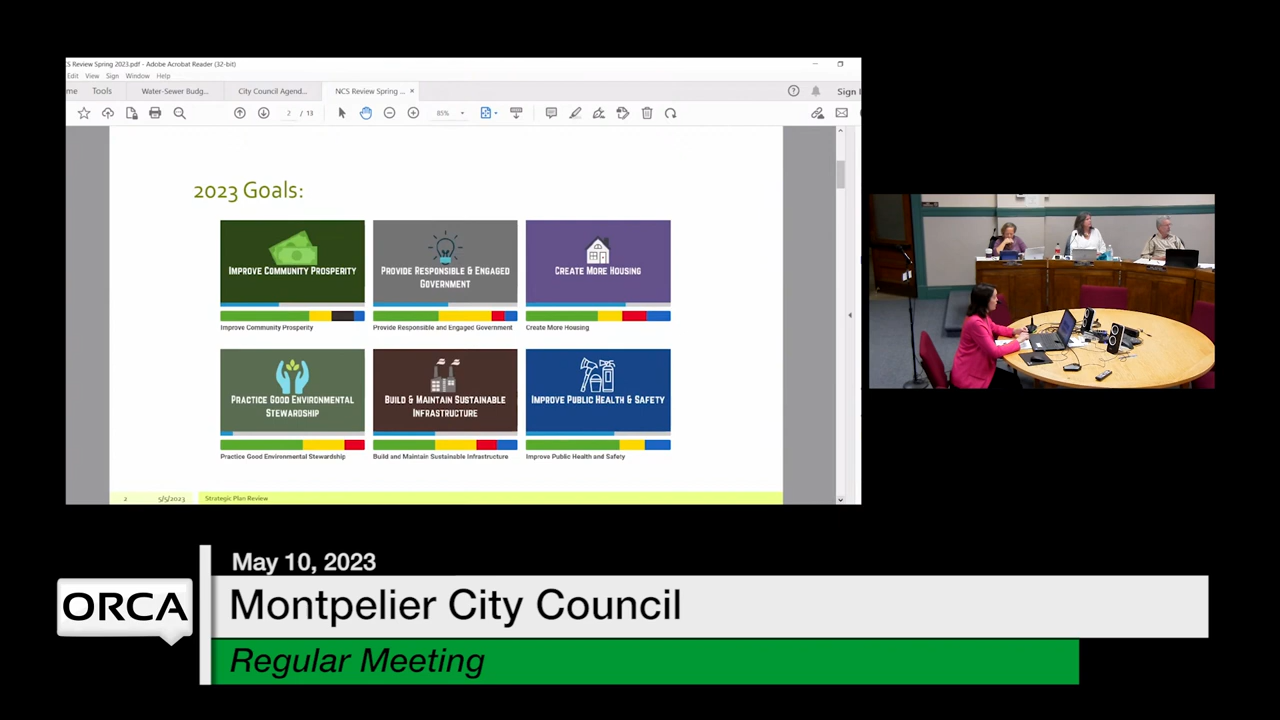 CS Review Spring 2023.pdf - Adobe Acrobat Reader (32-bit)
Edit View Sign Window Help
me Tools Water-Sewer Budg... City Council Agend... NCS Review Spring ... × Sign I
2 / 13 85%
2023 Goals:
IMPROVE COMMUNITY PROSPERITY
Improve Community Prosperity
PROVIDE RESPONSIBLE & ENGAGED
GOVERNMENT
Provide Responsible and Engaged Government
CREATE MORE HOUSING
Create More Housing
PRACTICE GOOD ENVIRONMENTAL
STEWARDSHIP
Practice Good Environmental Stewardship
BUILD & MAINTAIN SUSTAINABLE
INFRASTRUCTURE
Build and Maintain Sustainable Infrastructure
IMPROVE PUBLIC HEALTH & SAFETY
Improve Public Health and Safety
2 5/5/2023 Strategic Plan Review
May 10, 2023
ORCA
Montpelier City Council
Regular Meeting